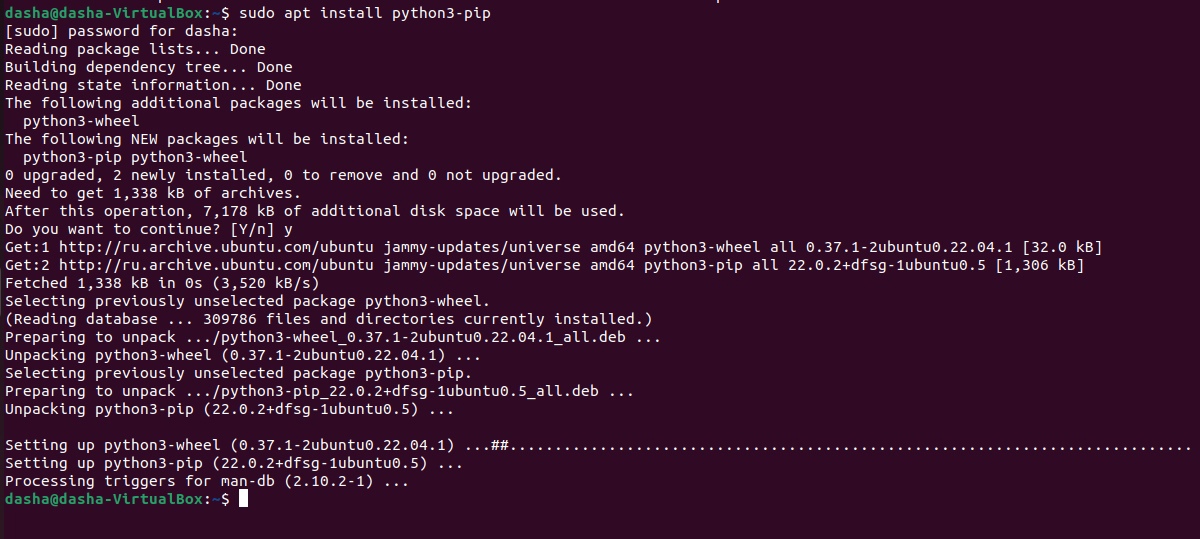 dasha@dasha-VirtualBox:~$ sudo apt install python3-pip
[sudo] password for dasha:
Reading package lists... Done
Building dependency tree... Done
Reading state information... Done
The following additional packages will be installed:
  python3-wheel
The following NEW packages will be installed:
  python3-pip python3-wheel
0 upgraded, 2 newly installed, 0 to remove and 0 not upgraded.
Need to get 1,338 kB of archives.
After this operation, 7,178 kB of additional disk space will be used.
Do you want to continue? [Y/n] y
Get:1 http://ru.archive.ubuntu.com/ubuntu jammy-updates/universe amd64 python3-wheel all 0.37.1-2ubuntu0.22.04.1 [32.0 kB]
Get:2 http://ru.archive.ubuntu.com/ubuntu jammy-updates/universe amd64 python3-pip all 22.0.2+dfsg-1ubuntu0.5 [1,306 kB]
Fetched 1,338 kB in 0s (3,520 kB/s)
Selecting previously unselected package python3-wheel.
(Reading database ... 309786 files and directories currently installed.)
Preparing to unpack .../python3-wheel_0.37.1-2ubuntu0.22.04.1_all.deb ...
Unpacking python3-wheel (0.37.1-2ubuntu0.22.04.1) ...
Selecting previously unselected package python3-pip.
Preparing to unpack .../python3-pip_22.0.2+dfsg-1ubuntu0.5_all.deb ...
Unpacking python3-pip (22.0.2+dfsg-1ubuntu0.5) ...
Setting up python3-wheel (0.37.1-2ubuntu0.22.04.1) ...##............................................................................
Setting up python3-pip (22.0.2+dfsg-1ubuntu0.5) ...
Processing triggers for man-db (2.10.2-1) ...
dasha@dasha-VirtualBox:~$